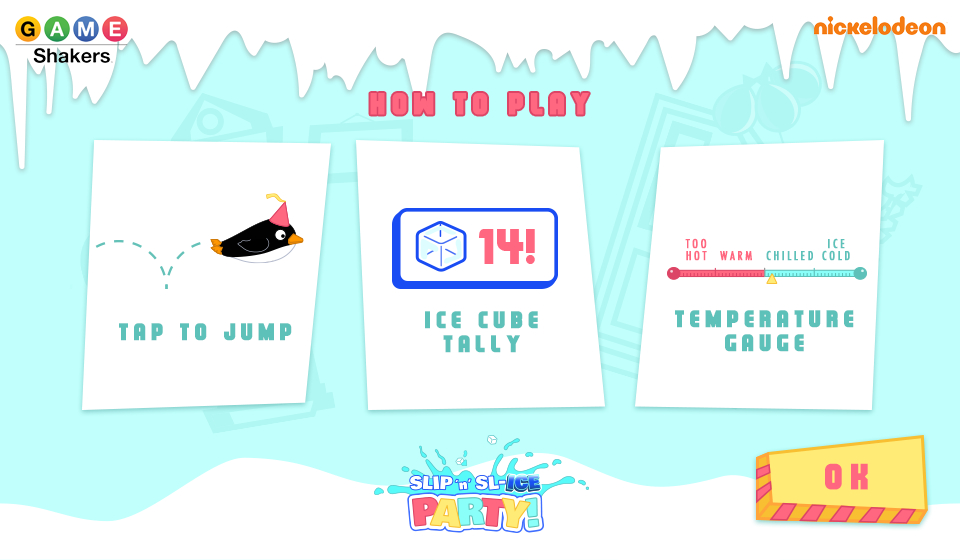 GAME
Shakers
nickelodeon
HOW TO PLAY
TAP TO JUMP
14!
ICE CUBE
TALLY
TOO
HOT WARM CHILLED ICE
COLD
TEMPERATURE
GAUGE
SLIP 'n' SL-ICE
PARTY!
OK